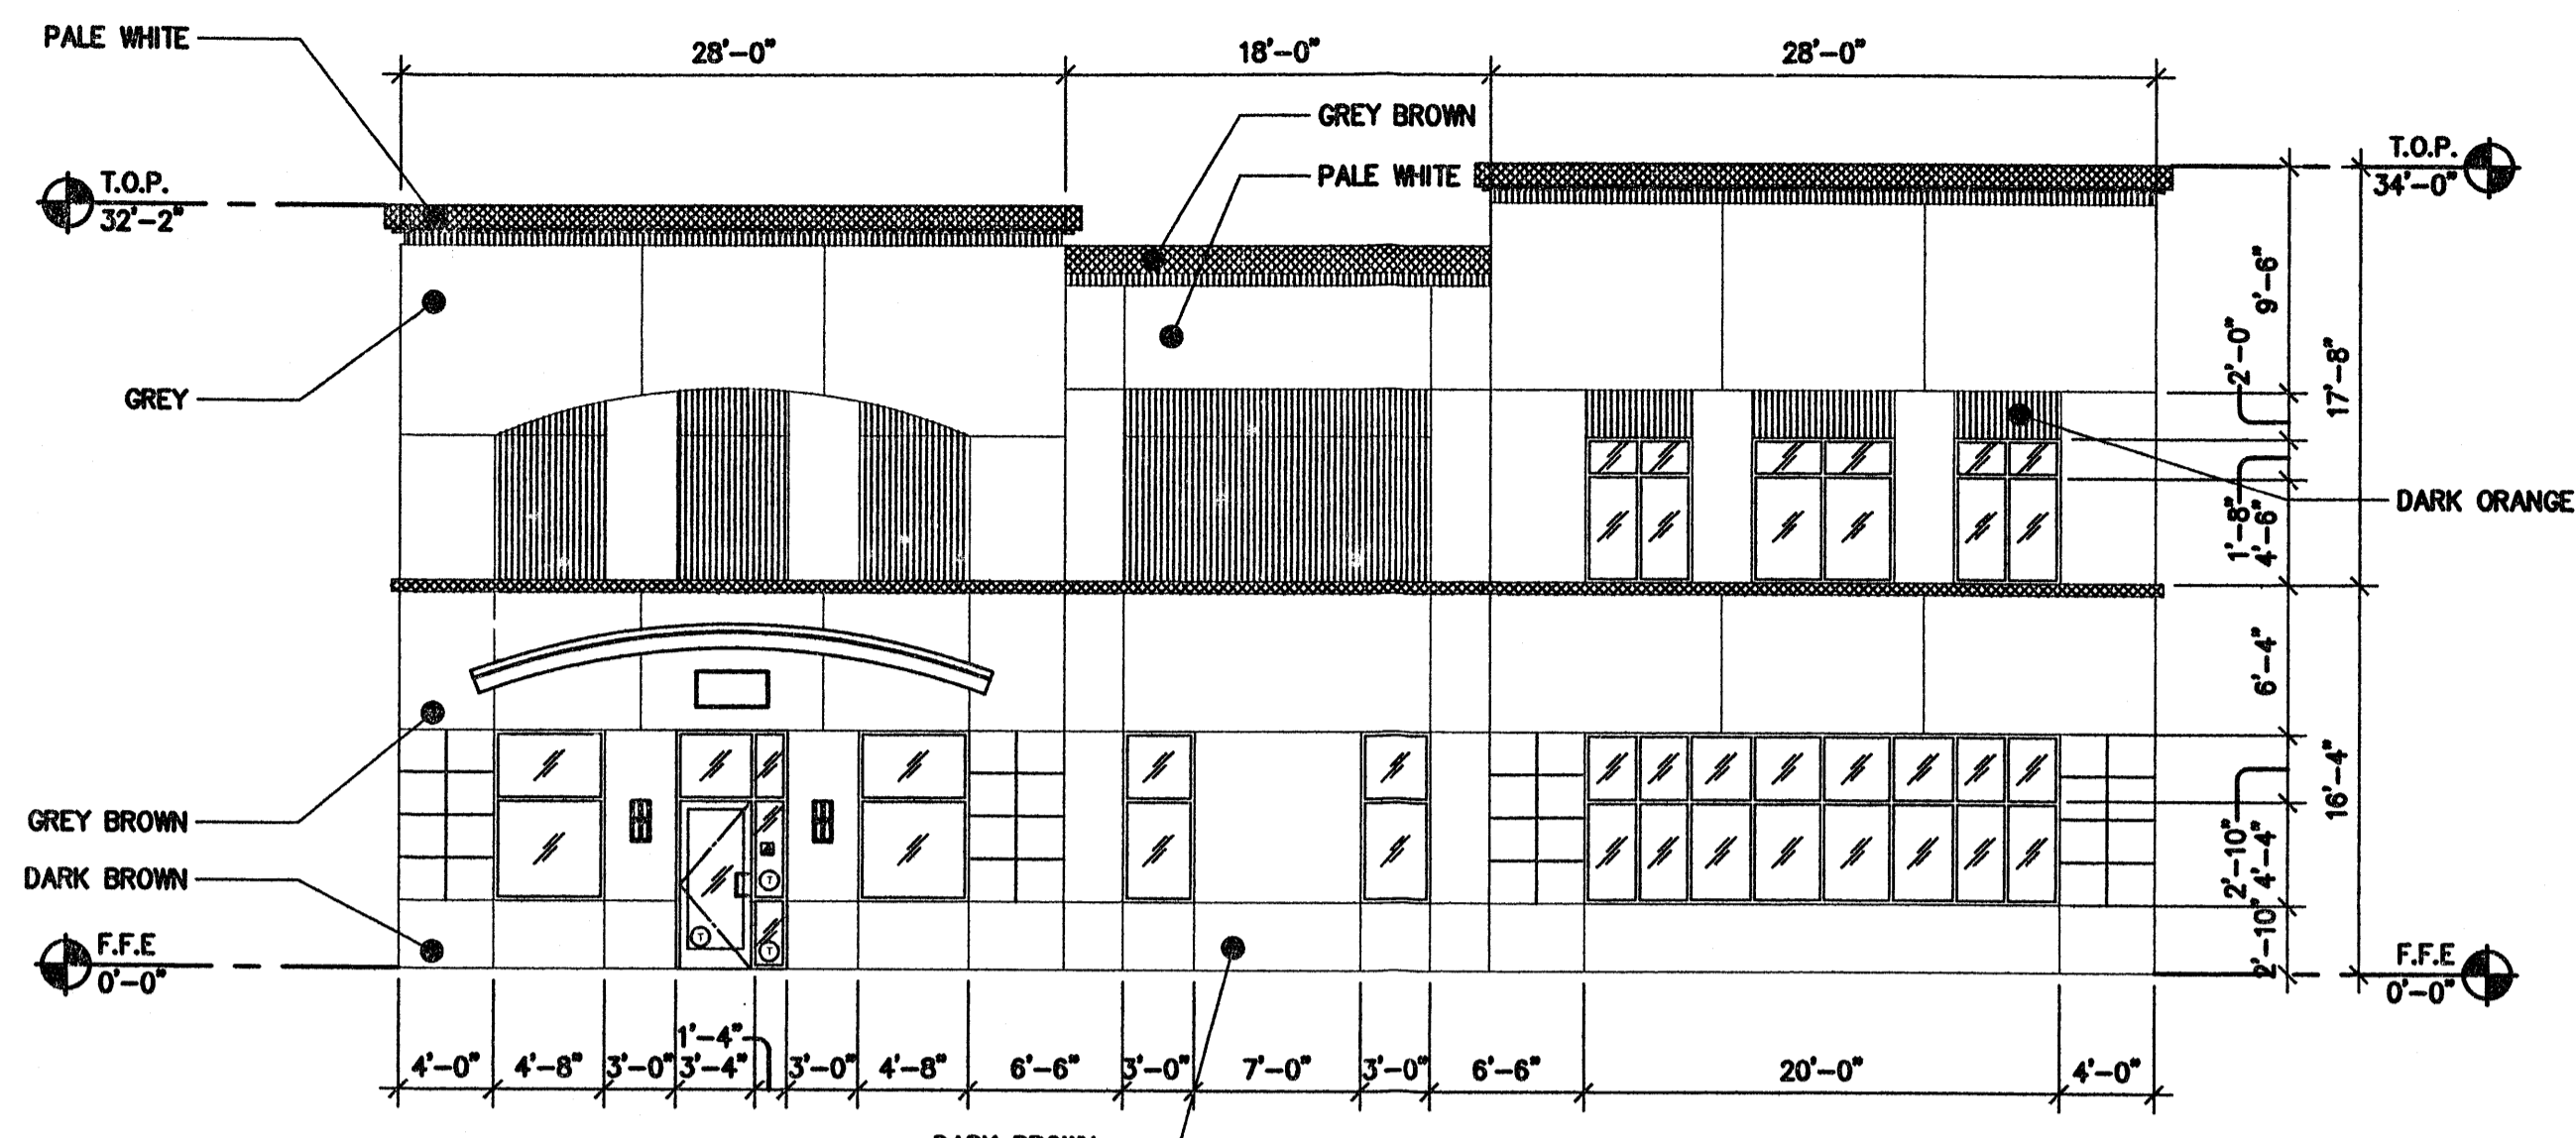 PALE WHITE
28'-0"
18'-0"
28'-0"
GREY BROWN
PALE WHITE
T.O.P.
32'-2"
T.O.P.
34'-0"
GREY
9'-6"
2'-0"
17'-8"
1'-8"
4'-6"
DARK ORANGE
6'-4"
GREY BROWN
DARK BROWN
2'-10"
4'-4"
16'-4"
2'-10"
F.F.E
0'-0"
F.F.E
0'-0"
T
T
T
1'-4"
4'-0"
4'-8"
3'-0"
3'-4"
3'-0"
4'-8"
6'-6"
3'-0"
7'-0"
3'-0"
6'-6"
20'-0"
4'-0"
DARK BROWN